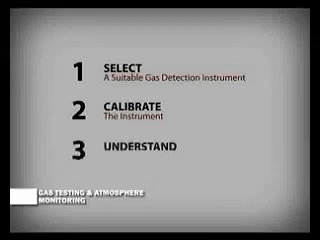 1 SELECT
A Suitable Gas Detection Instrument
2 CALIBRATE
The Instrument
3 UNDERSTAND
GAS TESTING & ATMOSPHERE
MONITORING